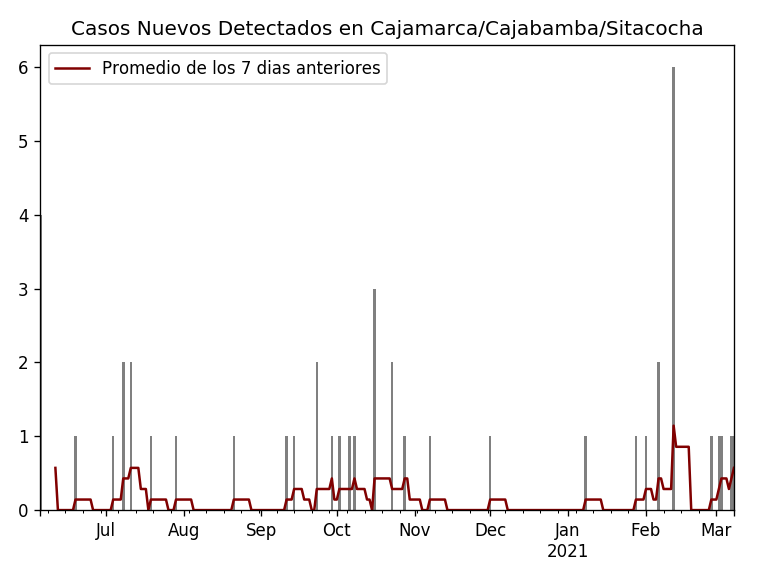 Casos Nuevos Detectados en Cajamarca/Cajabamba/Sitacocha
Promedio de los 7 dias anteriores
6
5
4
3
2
1
0
Jul Aug Sep Oct Nov Dec Jan Feb Mar
2021